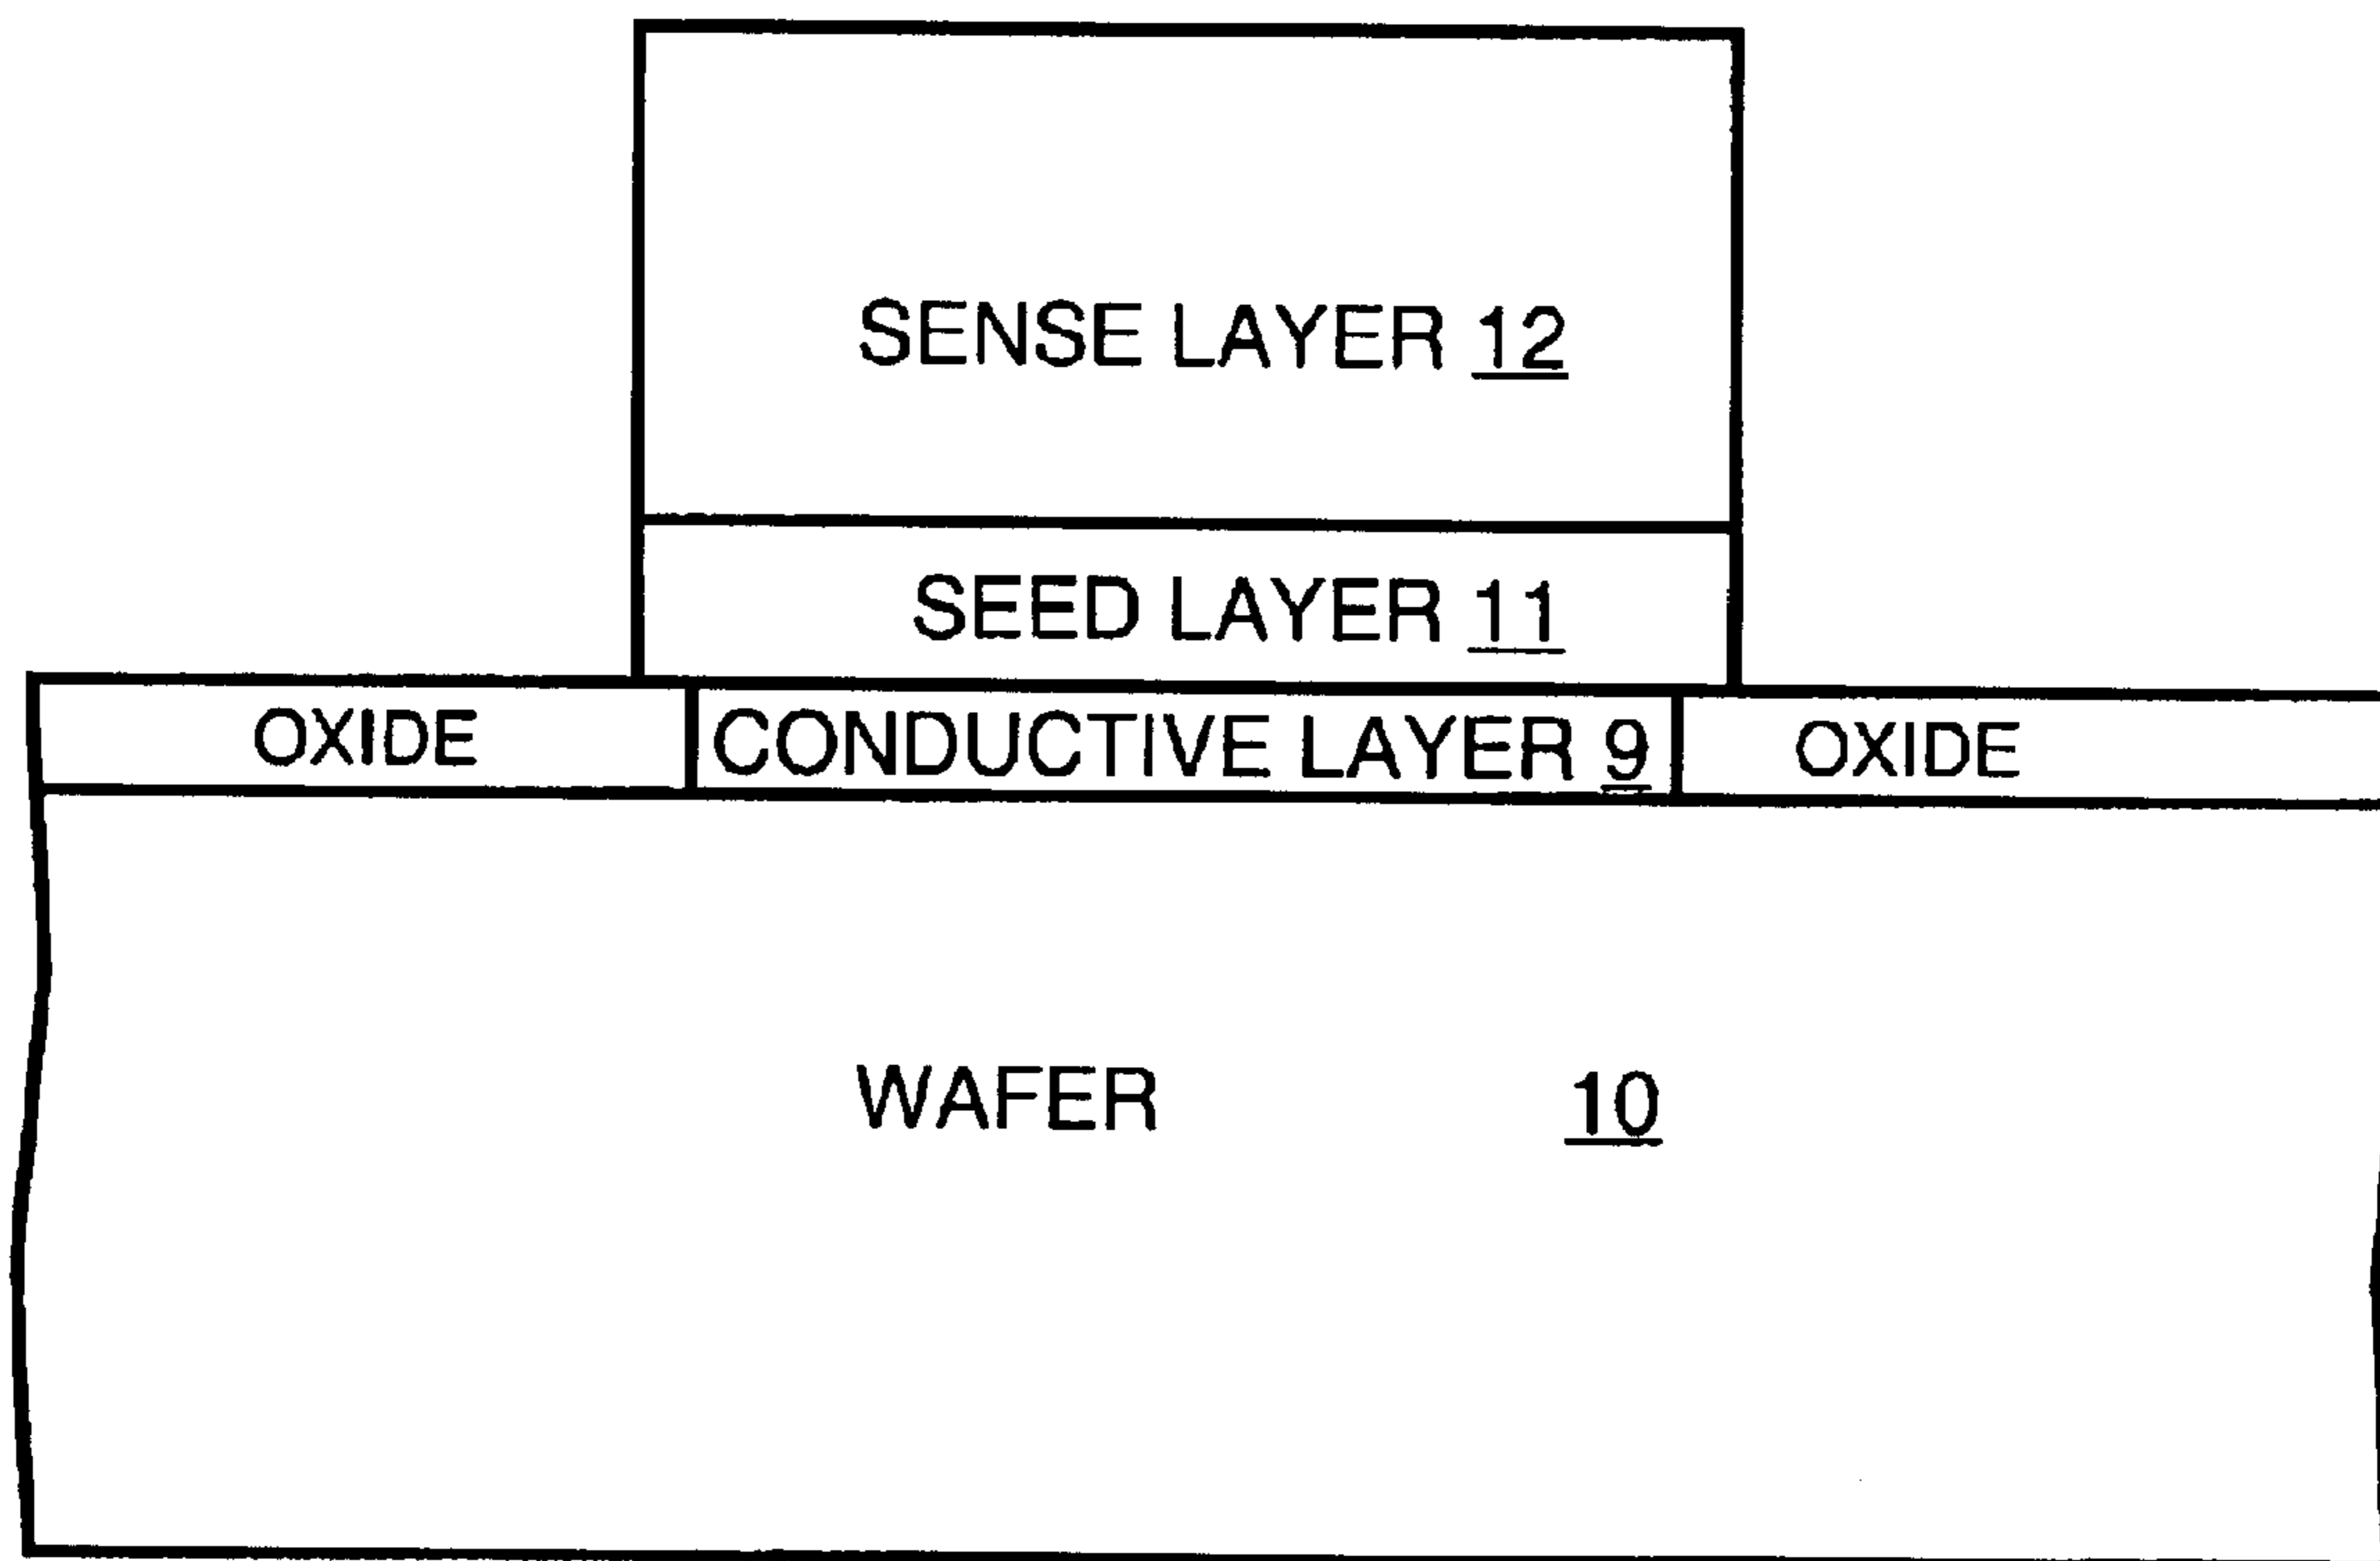 SENSE LAYER 12
SEED LAYER 11
OXIDE CONDUCTIVE LAYER 9 OXIDE
WAFER 10